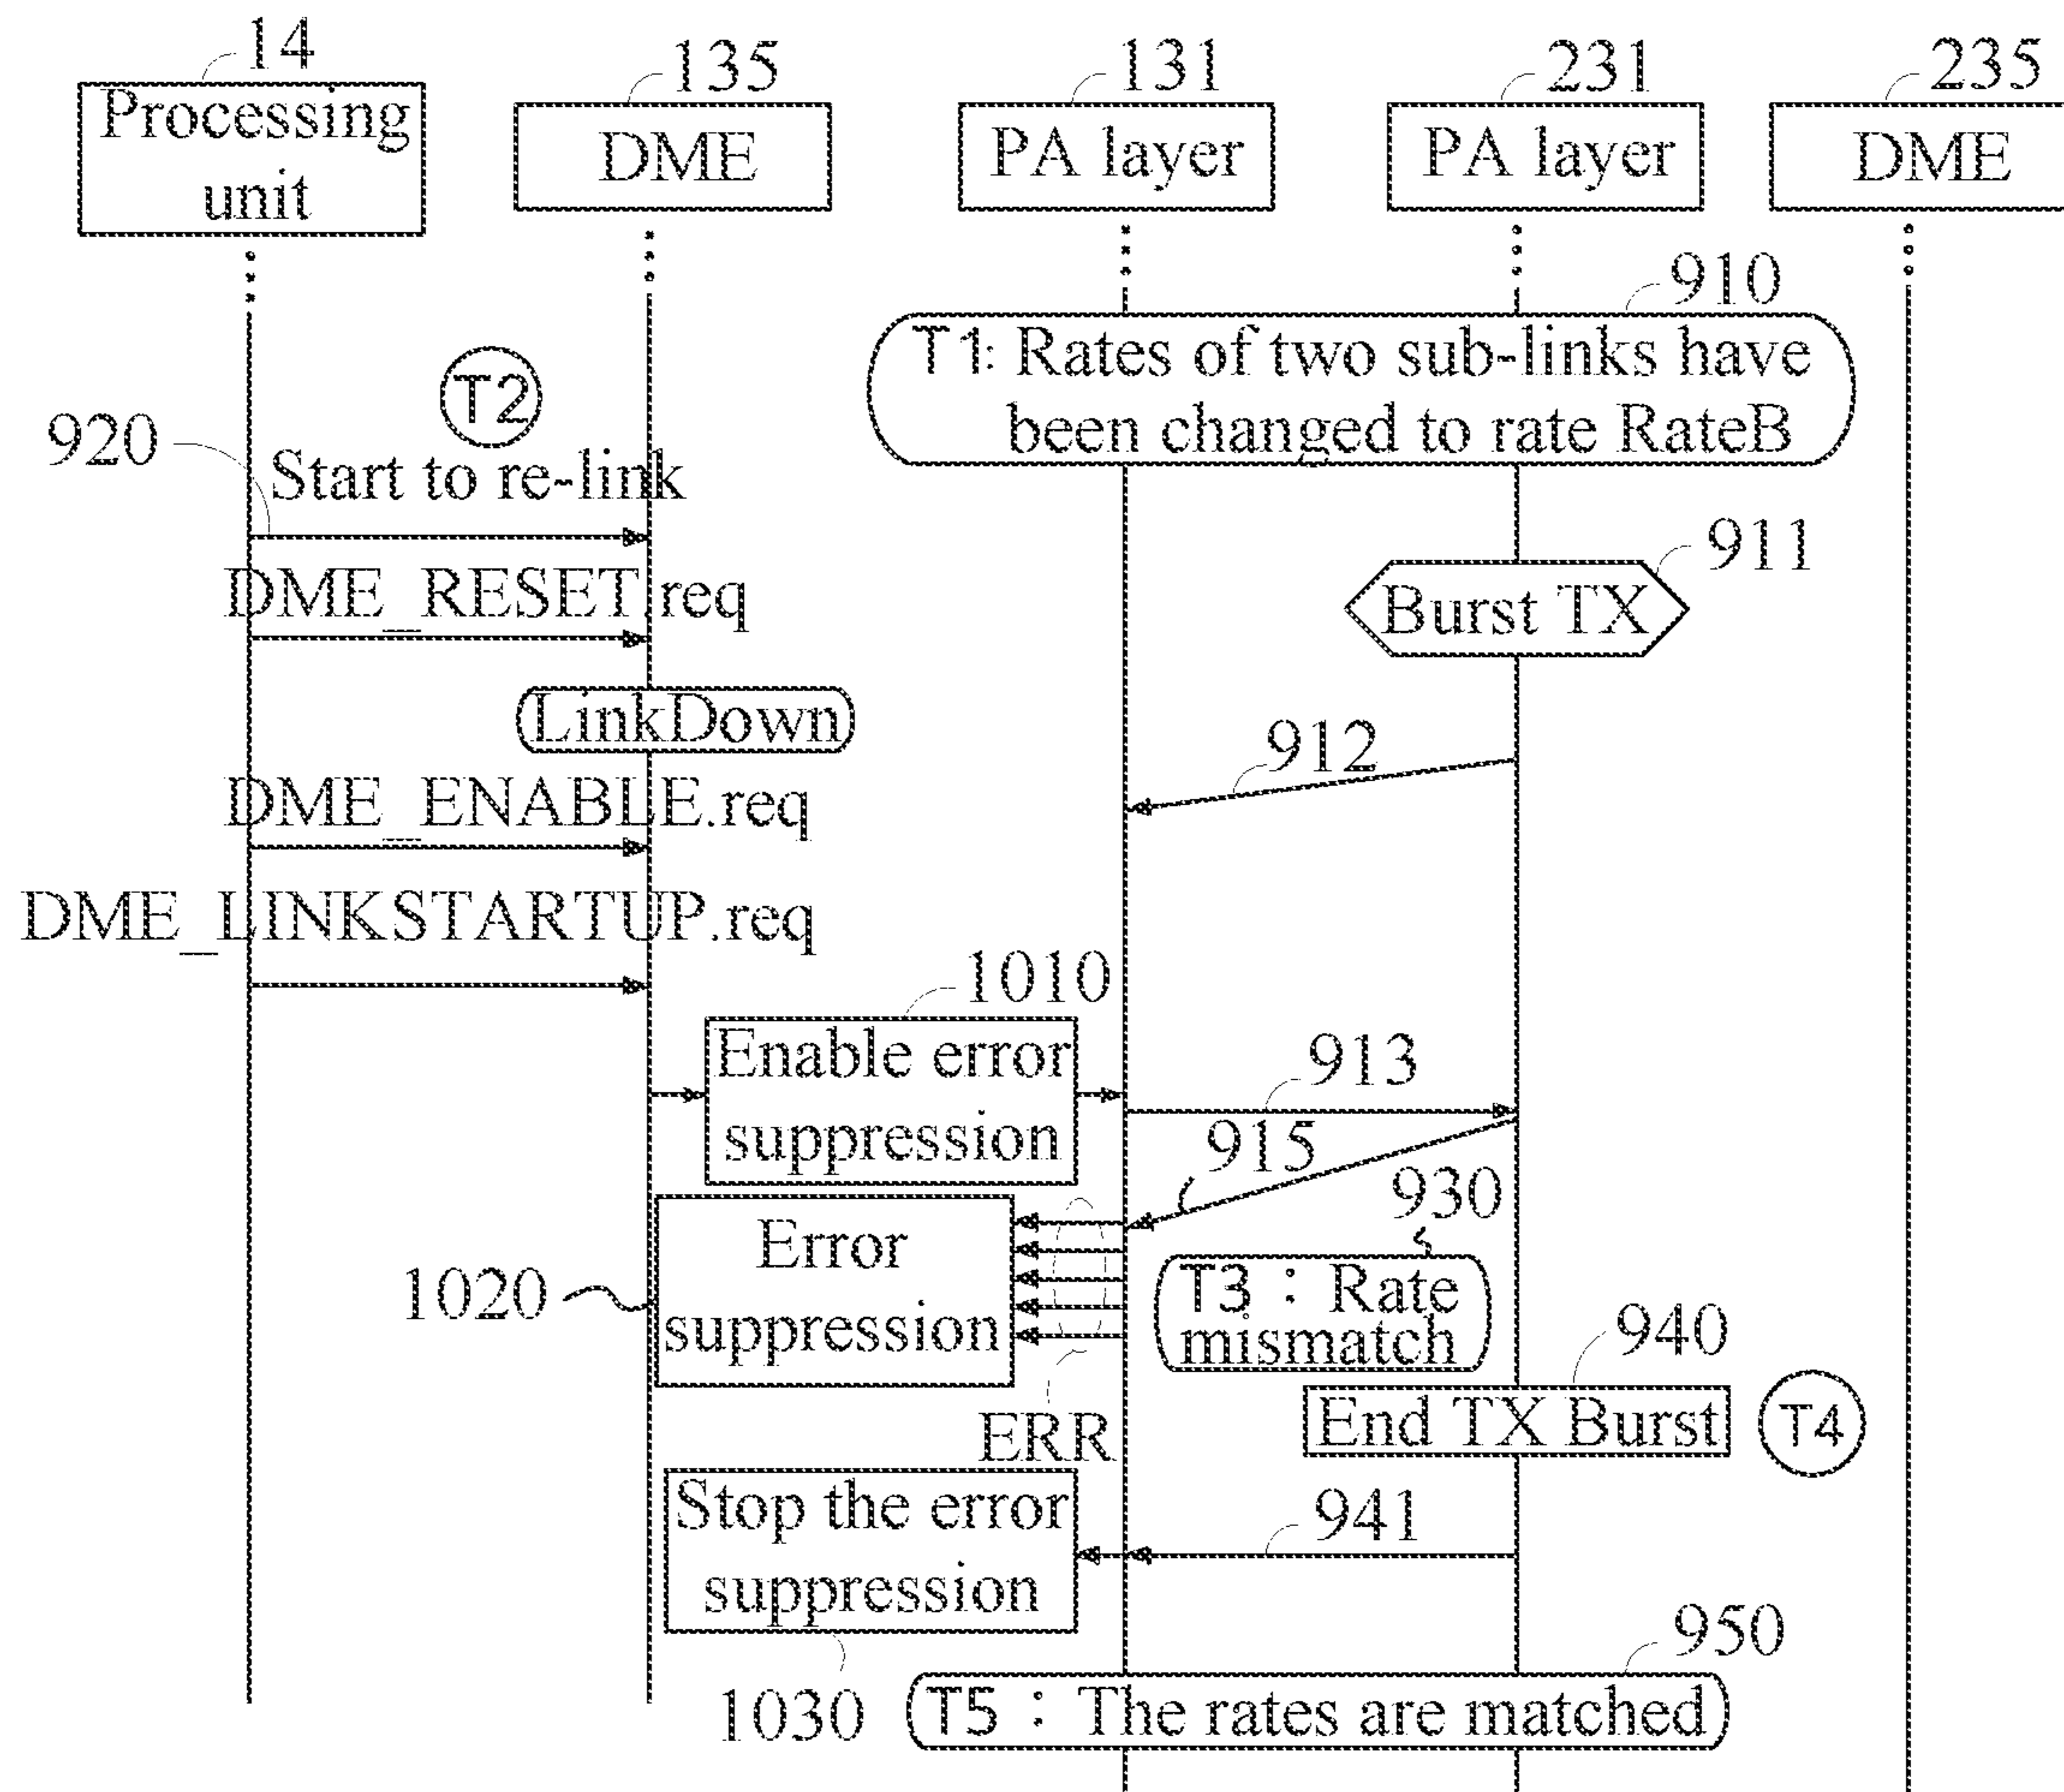 14
135
131
231
235
Processing
unit
DME
PA layer
PA layer
DME
910
T1: Rates of two sub-links have
been changed to rate RateB
T2
920
Start to re-link
911
DME_RESET.req
Burst TX
LinkDown
912
DME_ENABLE.req
DME_LINKSTARTUP.req
1010
Enable error
suppression
913
915
930
Error
suppression
1020
T3 : Rate
mismatch
940
ERR
End TX Burst
T4
Stop the error
suppression
941
950
1030
T5 : The rates are matched